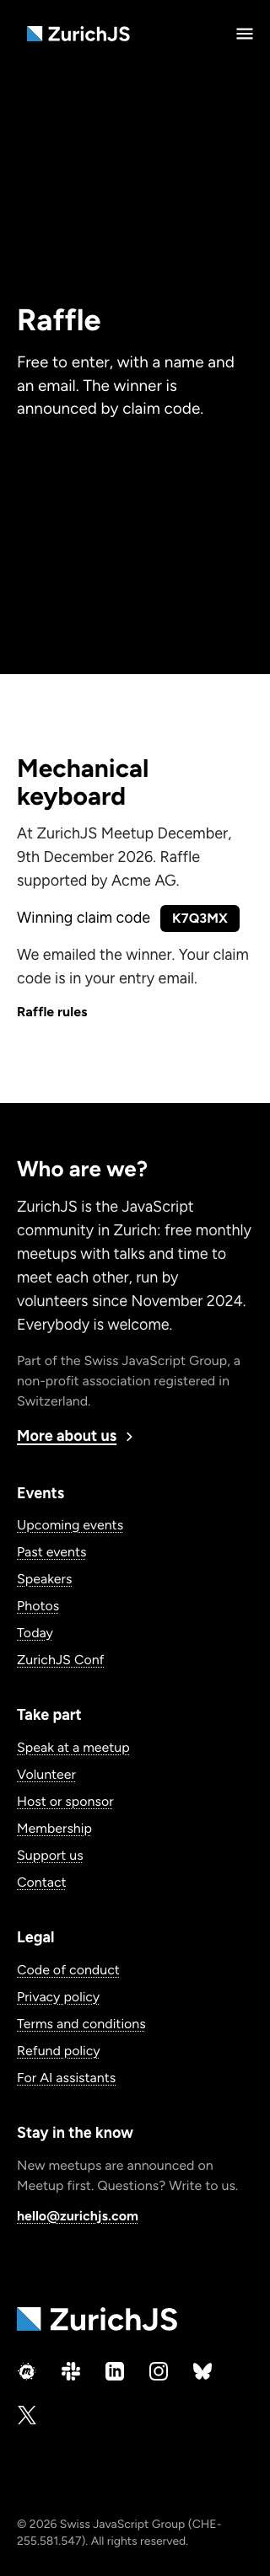 ZurichJS
Raffle
Free to enter, with a name and
an email. The winner is
announced by claim code.
Mechanical
keyboard
At ZurichJS Meetup December,
9th December 2026. Raffle
supported by Acme AG.
Winning claim code K7Q3MX
We emailed the winner. Your claim
code is in your entry email.
Raffle rules
Who are we?
ZurichJS is the JavaScript
community in Zurich: free monthly
meetups with talks and time to
meet each other, run by
volunteers since November 2024.
Everybody is welcome.
Part of the Swiss JavaScript Group, a
non-profit association registered in
Switzerland.
More about us
Events
Upcoming events
Past events
Speakers
Photos
Today
ZurichJS Conf
Take part
Speak at a meetup
Volunteer
Host or sponsor
Membership
Support us
Contact
Legal
Code of conduct
Privacy policy
Terms and conditions
Refund policy
For AI assistants
Stay in the know
New meetups are announced on
Meetup first. Questions? Write to us.
hello@zurichjs.com
ZurichJS
© 2026 Swiss JavaScript Group (CHE-
255.581.547). All rights reserved.